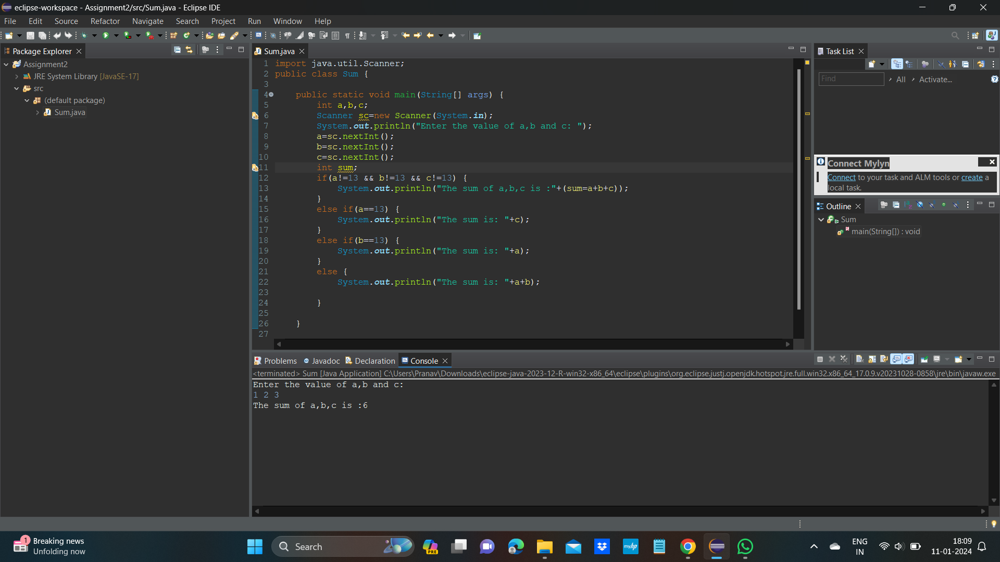 eclipse-workspace - Assignment2/src/Sum.java - Eclipse IDE
File Edit Source Refactor Navigate Search Project Run Window Help
Package Explorer
Assignment2
JRE System Library [JavaSE-17]
src
(default package)
Sum.java
Sum.java
1 import java.util.Scanner;
2 public class Sum {
3
4 public static void main(String[] args) {
5 int a,b,c;
6 Scanner sc=new Scanner(System.in);
7 System.out.println("Enter the value of a,b and c: ");
8 a=sc.nextInt();
9 b=sc.nextInt();
10 c=sc.nextInt();
11 int sum;
12 if(a!=13 && b!=13 && c!=13) {
13 System.out.println("The sum of a,b,c is :"+(sum=a+b+c));
14 }
15 else if(a==13) {
16 System.out.println("The sum is: "+c);
17 }
18 else if(b==13) {
19 System.out.println("The sum is: "+a);
20 }
21 else {
22 System.out.println("The sum is: "+a+b);
23
24 }
25
26 }
27
Task List
Find All Activate...
Connect Mylyn
Connect to your task and ALM tools or create a
local task.
Outline
Sum
main(String[]) : void
Problems Javadoc Declaration Console
<terminated> Sum [Java Application] C:\Users\Pranav\Downloads\eclipse-java-2023-12-R-win32-x86_64\eclipse\plugins\org.eclipse.justj.openjdk.hotspot.jre.full.win32.x86_64_17.0.9.v20231028-0858\jre\bin\javaw.exe
Enter the value of a,b and c:
1 2 3
The sum of a,b,c is :6
1
Breaking news
Unfolding now
Search
PRE
myhp
ENG
IN
18:09
11-01-2024